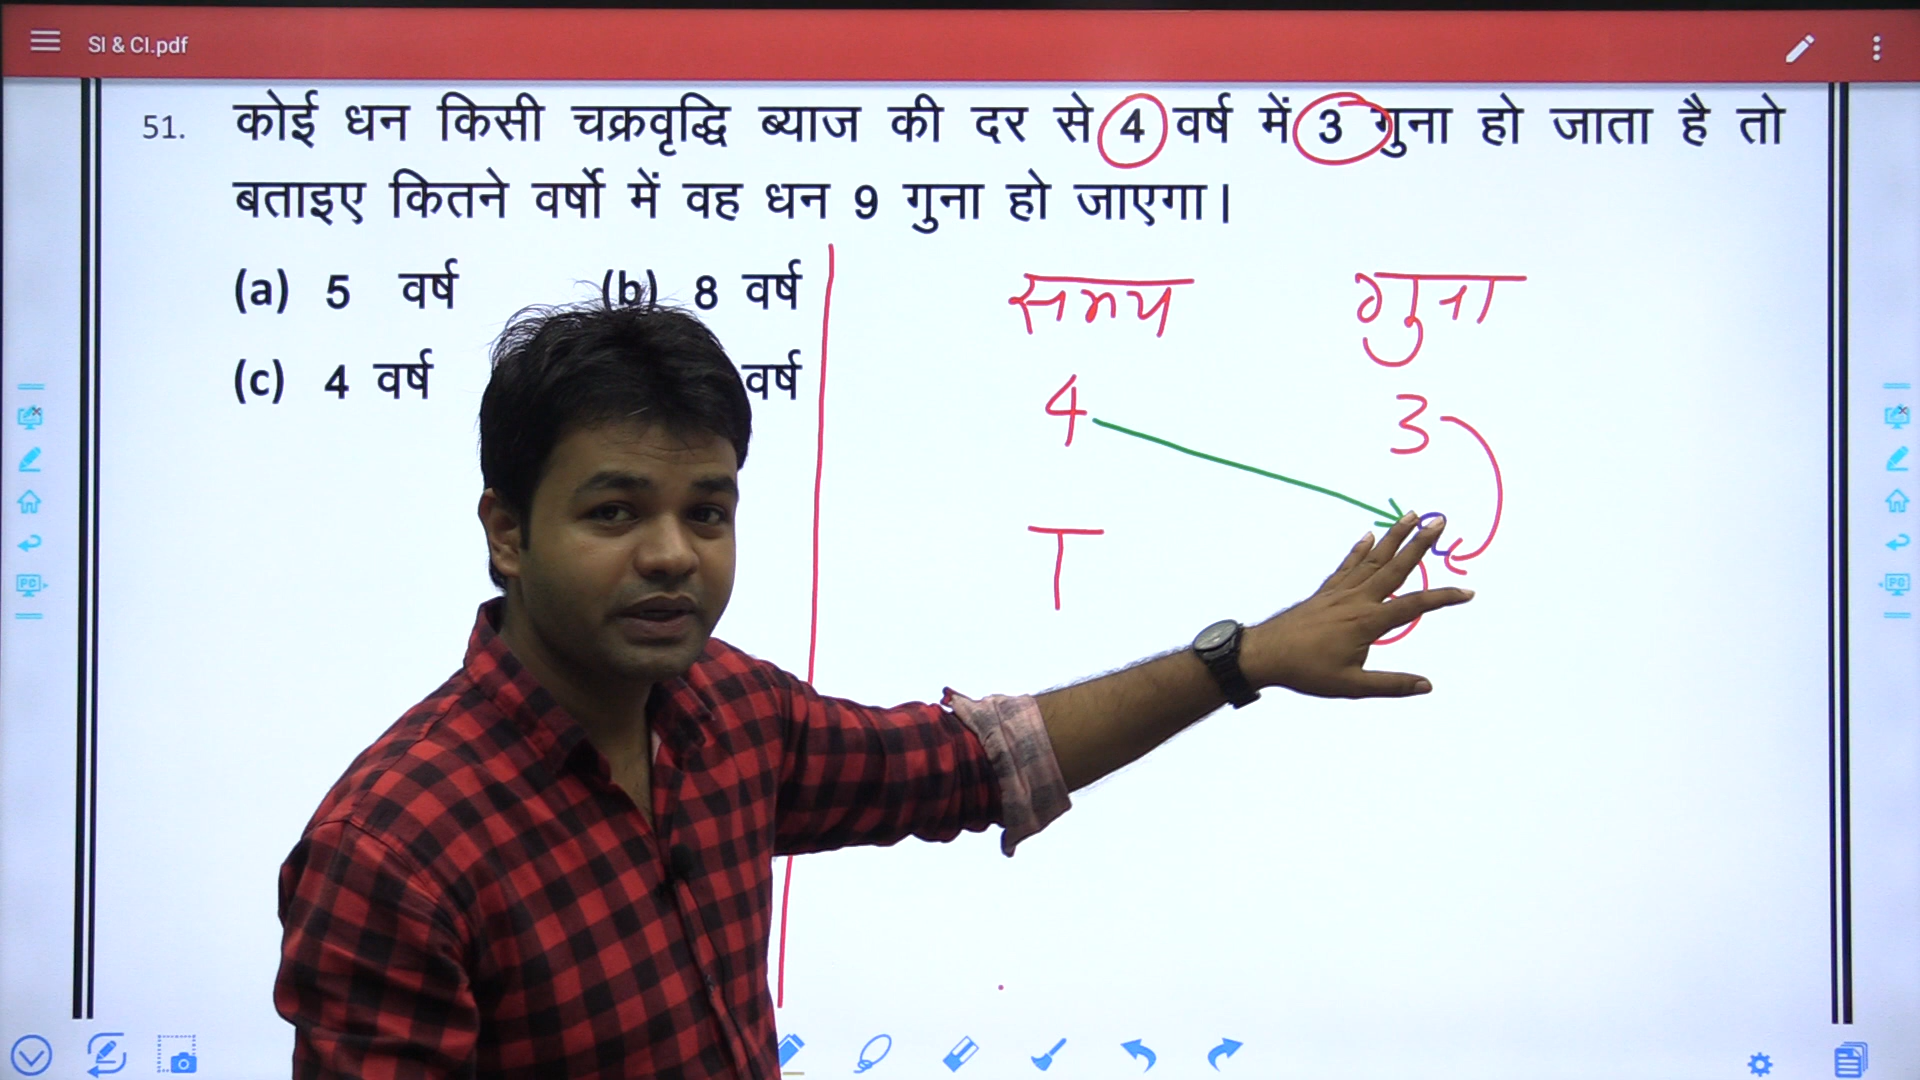 SI & CI.pdf
51. कोई धन किसी चक्रवृद्धि ब्याज की दर से 4 वर्ष में 3 गुना हो जाता है तो
बताइए कितने वर्षो में वह धन 9 गुना हो जाएगा।
(a) 5 वर्ष (b) 8 वर्ष
(c) 4 वर्ष वर्ष
समय गुना
4 3
T